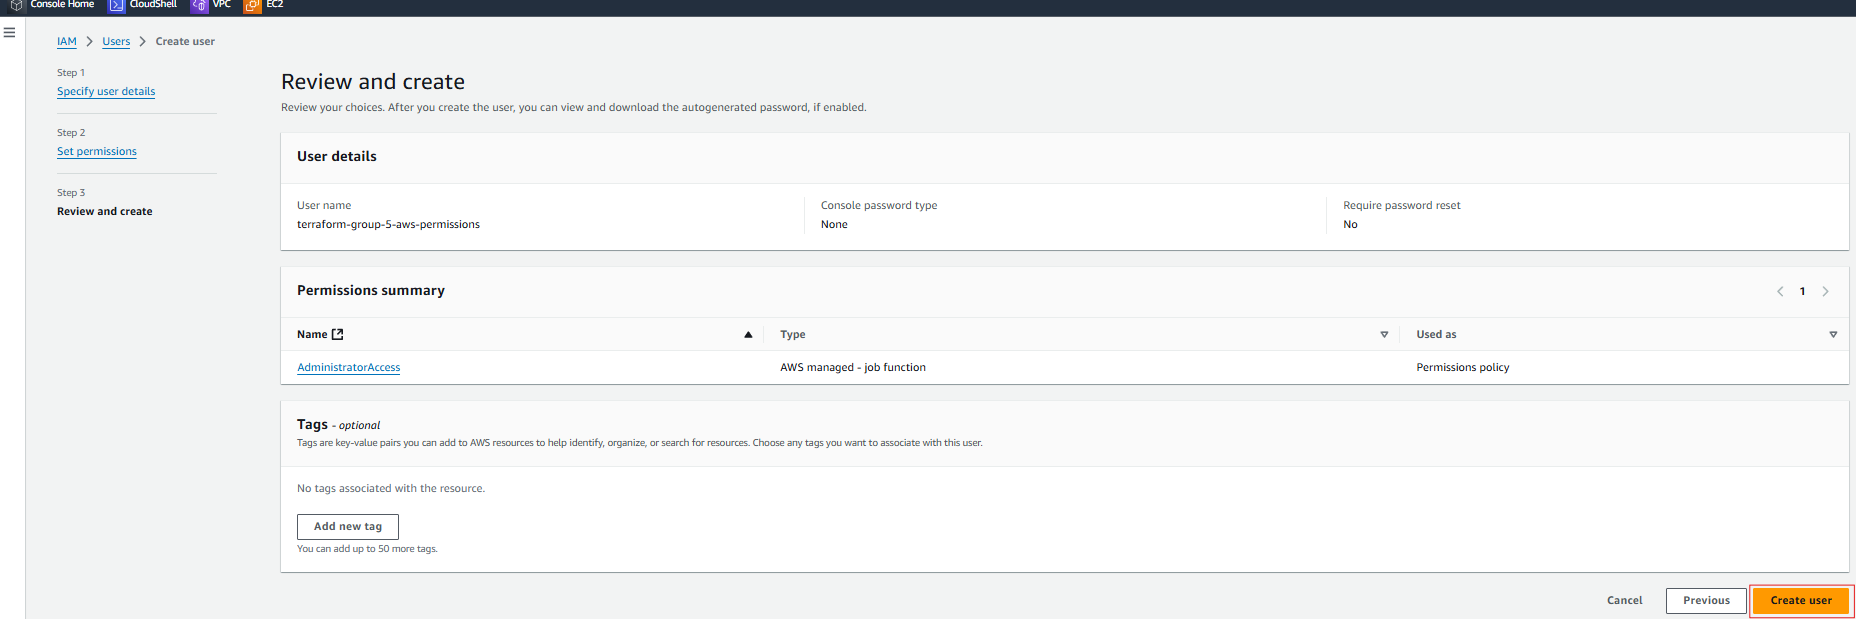 Console Home CloudShell VPC EC2
IAM > Users > Create user
Step 1
Specify user details
Step 2
Set permissions
Step 3
Review and create
Review and create
Review your choices. After you create the user, you can view and download the autogenerated password, if enabled.
User details
User name
terraform-group-5-aws-permissions
Console password type
None
Require password reset
No
Permissions summary
< 1 >
Name Type Used as
AdministratorAccess AWS managed - job function Permissions policy
Tags - optional
Tags are key-value pairs you can add to AWS resources to help identify, organize, or search for resources. Choose any tags you want to associate with this user.
No tags associated with the resource.
Add new tag
You can add up to 50 more tags.
Cancel Previous Create user